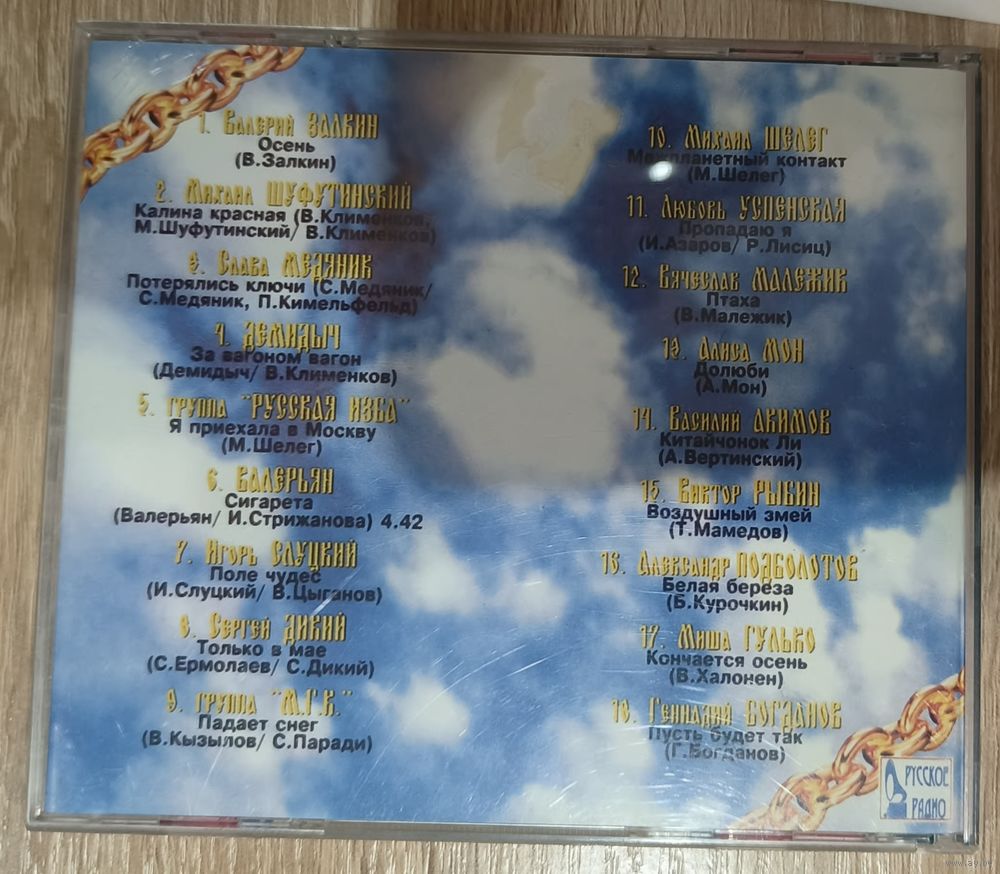 1. Валерий ЗАЛКИН
Осень
(В.Залкин)
2. Михаил ШУФУТИНСКИЙ
Калина красная (В.Клименков,
М.Шуфутинский/ В.Клименков)
3. Слава МЕДЯНИК
Потерялись ключи (С.Медяник/
С.Медяник, П.Кимельфельд)
4. ДЕМИДЫЧ
За вагоном вагон
(Демидыч/ В.Клименков)
5. группа "РУССКАЯ ИЗБА"
Я приехала в Москву
(М.Шелег)
6. ВАЛЕРЬЯН
Сигарета
(Валерьян/ И.Стрижанова) 4.42
7. Игорь СЛУЦКИЙ
Поле чудес
(И.Слуцкий/ В.Цыганов)
8. Сергей ДИКИЙ
Только в мае
(С.Ермолаев/ С.Дикий)
9. группа "М.Г.К."
Падает снег
(В.Кызылов/ С.Паради)
10. Михаил ШЕЛЕГ
Межпланетный контакт
(М.Шелег)
11. Любовь УСПЕНСКАЯ
Пропадаю я
(И.Азаров/ Р.Лисиц)
12. Вячеслав МАЛЕЖИК
Птаха
(В.Малежик)
13. Алиса МОН
Долюби
(А.Мон)
14. Василий АКИМОВ
Китайчонок Ли
(А.Вертинский)
15. Виктор РЫБИН
Воздушный змей
(Т.Мамедов)
16. Александр ПОДБОЛОТОВ
Белая берёза
(Б.Курочкин)
17. Миша ГУЛЬКО
Кончается осень
(В.Халонен)
18. Геннадий БОГДАНОВ
Пусть будет так
(Г.Богданов)
РУССКОЕ
РАДИО
www.ay.by